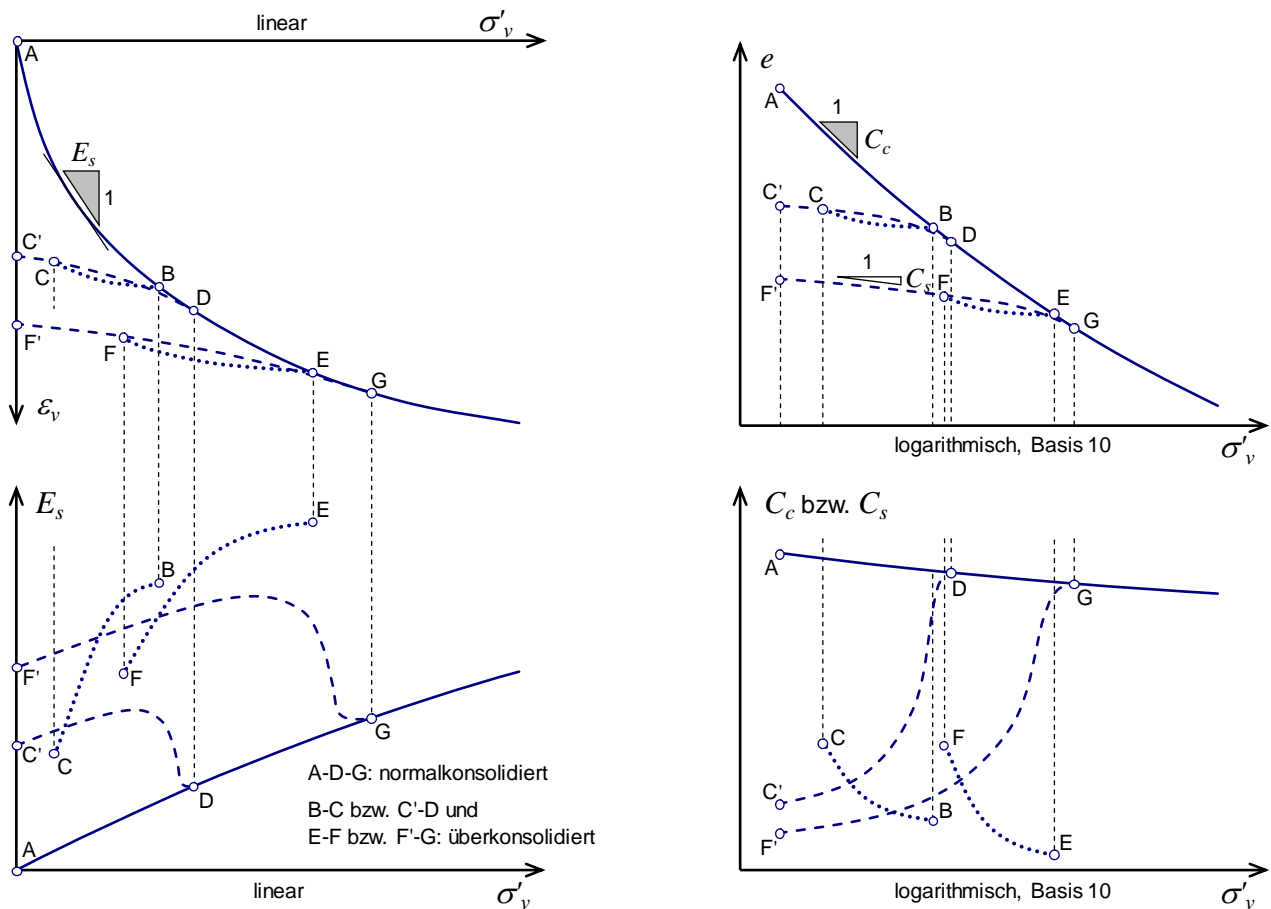 linear
σ′v
A
Es
1
C'
C
B
D
F'
F
E
G
εv
e
A
1
Cc
C'
C
B
D
1
Cs
F'
F
E
G
logarithmisch, Basis 10
σ′v
Es
E
B
F'
F
C'
C
G
D
A-D-G: normalkonsolidiert
B-C bzw. C'-D und
E-F bzw. F'-G: überkonsolidiert
A
linear
σ′v
Cc bzw. Cs
A
D
G
C
F
C'
B
F'
E
logarithmisch, Basis 10
σ′v